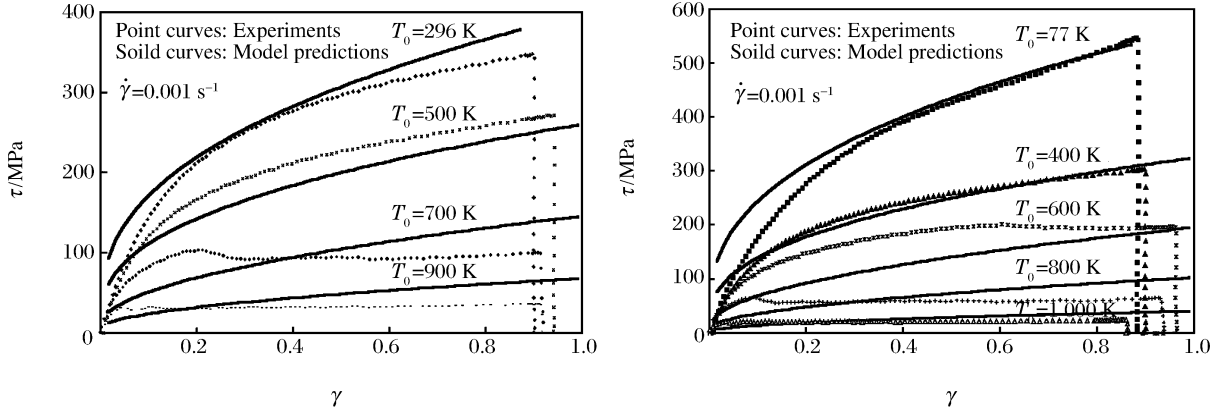 400
300
200
100
0
τ/MPa
Point curves: Experiments
Soild curves: Model predictions
γ̇=0.001 s⁻¹
T₀=296 K
T₀=500 K
T₀=700 K
T₀=900 K
0.2 0.4 0.6 0.8 1.0
γ
600
500
400
300
200
100
0
τ/MPa
Point curves: Experiments
Soild curves: Model predictions
γ̇=0.001 s⁻¹
T₀=77 K
T₀=400 K
T₀=600 K
T₀=800 K
T =1 000 K
0.2 0.4 0.6 0.8 1.0
γ